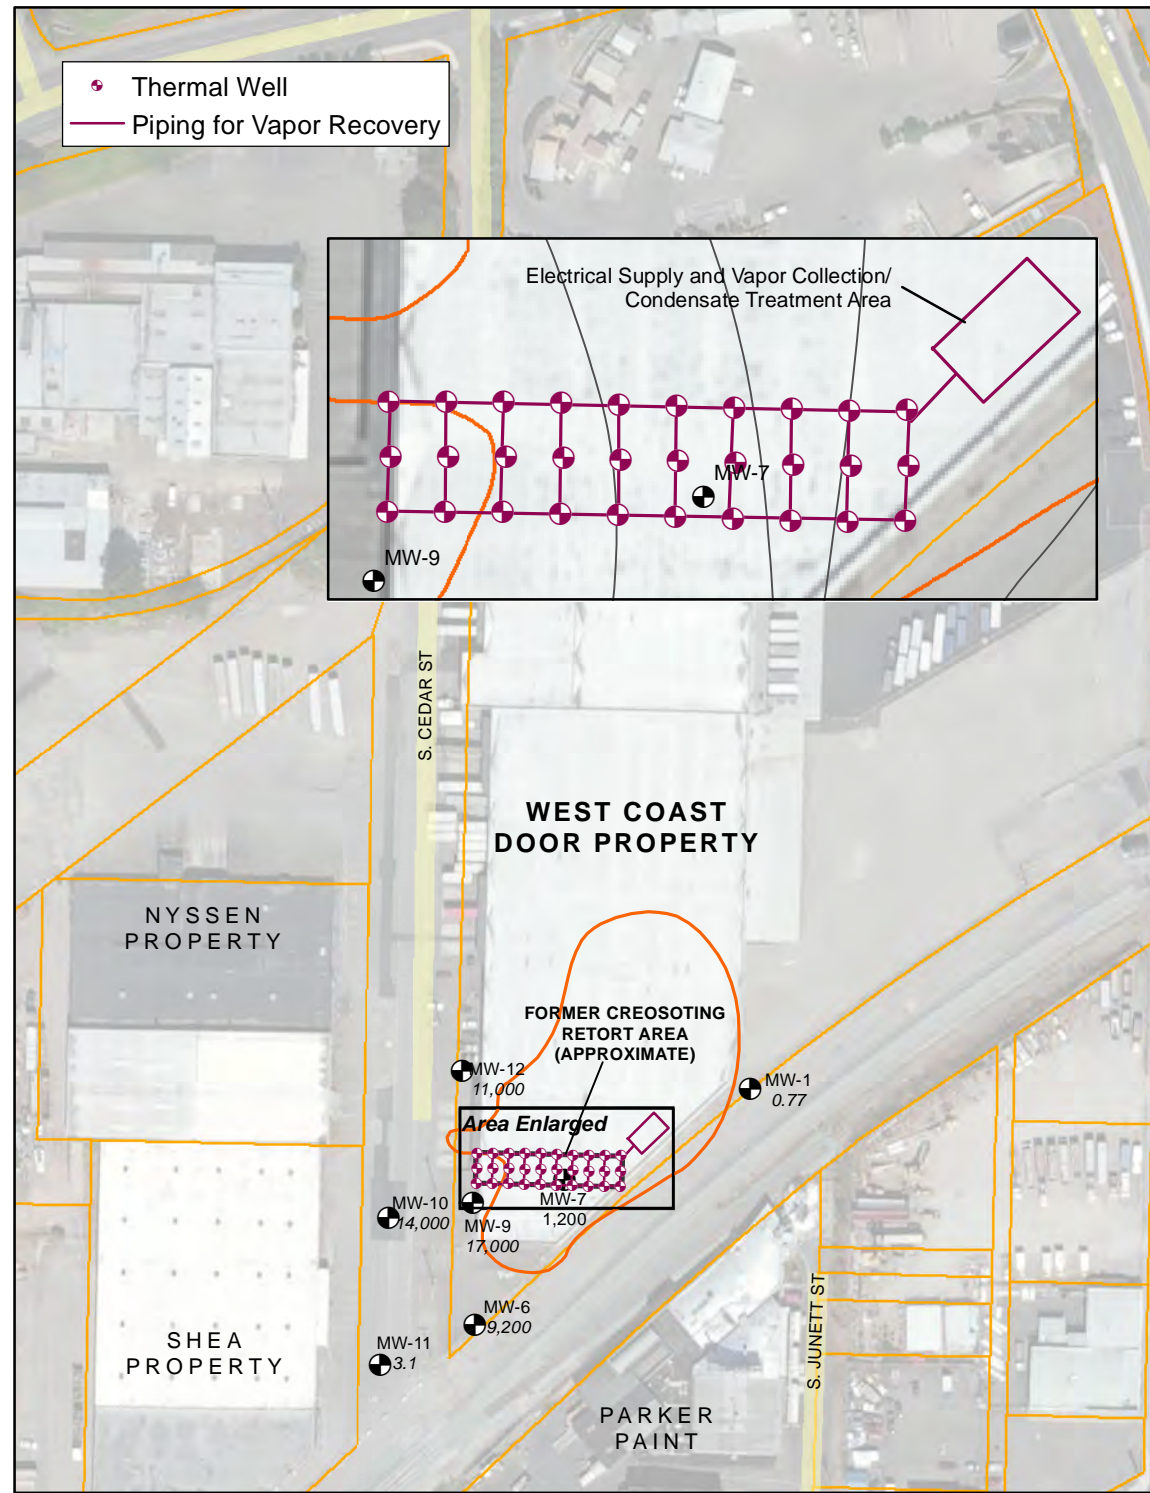 Thermal Well
Piping for Vapor Recovery
Electrical Supply and Vapor Collection/
Condensate Treatment Area
MW-7
MW-9
S. CEDAR ST
WEST COAST
DOOR PROPERTY
NYSSEN
PROPERTY
FORMER CREOSOTING
RETORT AREA
(APPROXIMATE)
MW-12
11,000
MW-1
0.77
Area Enlarged
MW-7
1,200
MW-10
14,000
MW-9
17,000
MW-6
9,200
MW-11
3.1
SHEA
PROPERTY
S. JUNETT ST
PARKER
PAINT